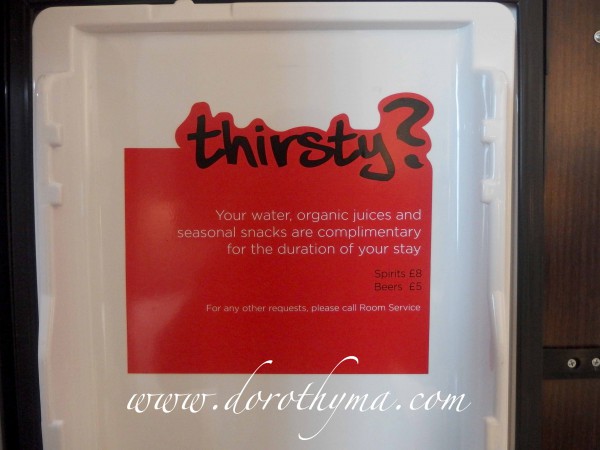 thirsty?
Your water, organic juices and
seasonal snacks are complimentary
for the duration of your stay
Spirits £8
Beers £5
For any other requests, please call Room Service
www.dorothyma.com